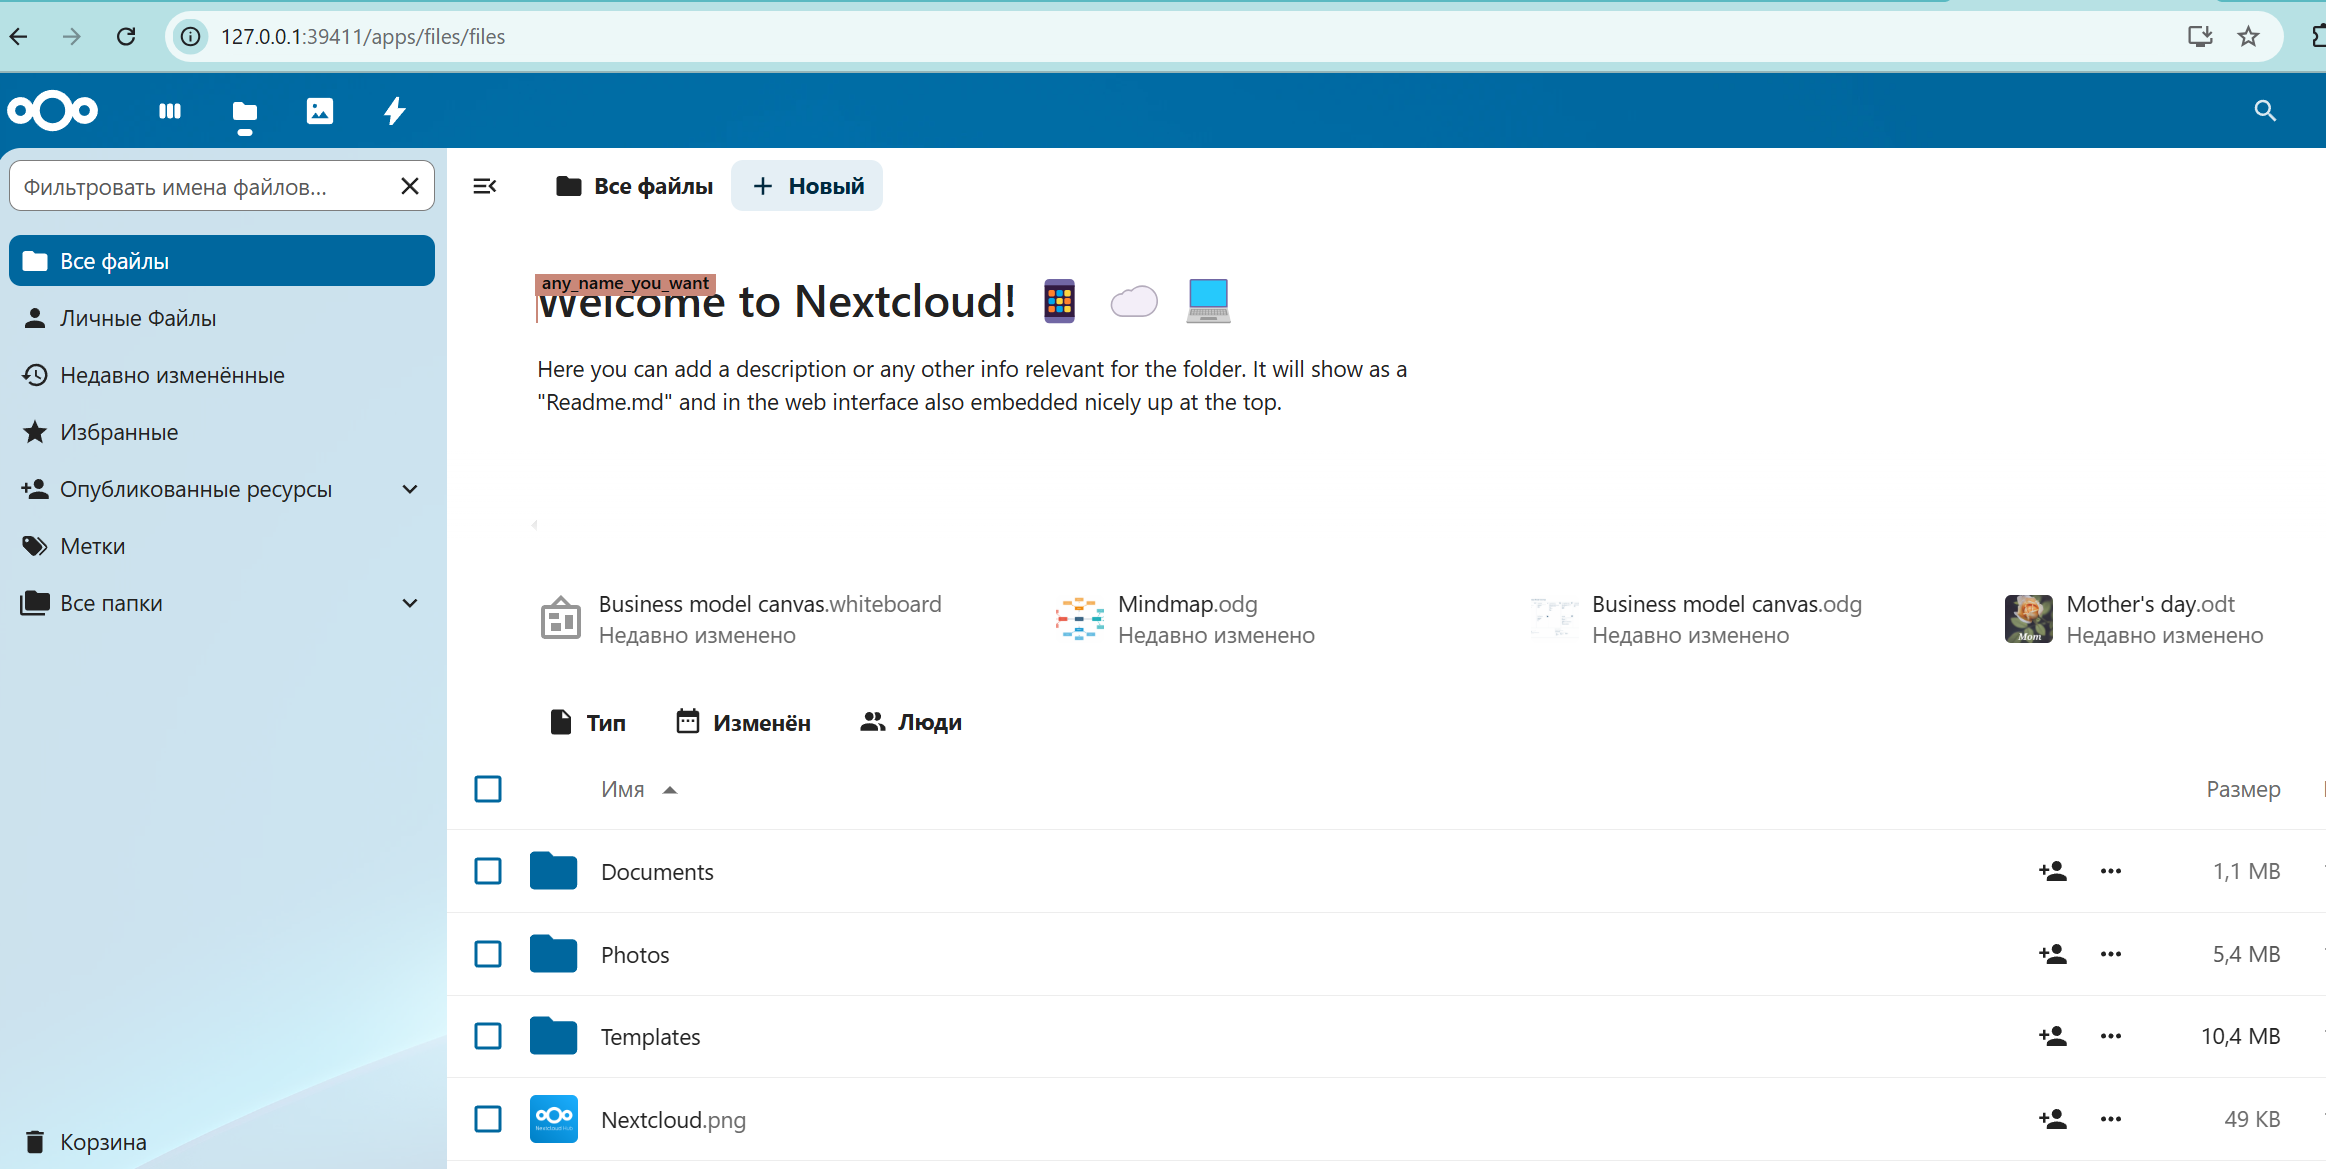 127.0.0.1:39411/apps/files/files
Фильтровать имена файлов...
Все файлы
Личные Файлы
Недавно изменённые
Избранные
Опубликованные ресурсы
Метки
Все папки
Корзина
Все файлы
Новый
any_name_you_want
Welcome to Nextcloud!
Here you can add a description or any other info relevant for the folder. It will show as a
"Readme.md" and in the web interface also embedded nicely up at the top.
Business model canvas.whiteboard
Недавно изменено
Mindmap.odg
Недавно изменено
Business model canvas.odg
Недавно изменено
Mom
Mother's day.odt
Недавно изменено
Тип Изменён Люди
Имя Размер
Documents 1,1 MB
Photos 5,4 MB
Templates 10,4 MB
Nextcloud.png 49 KB